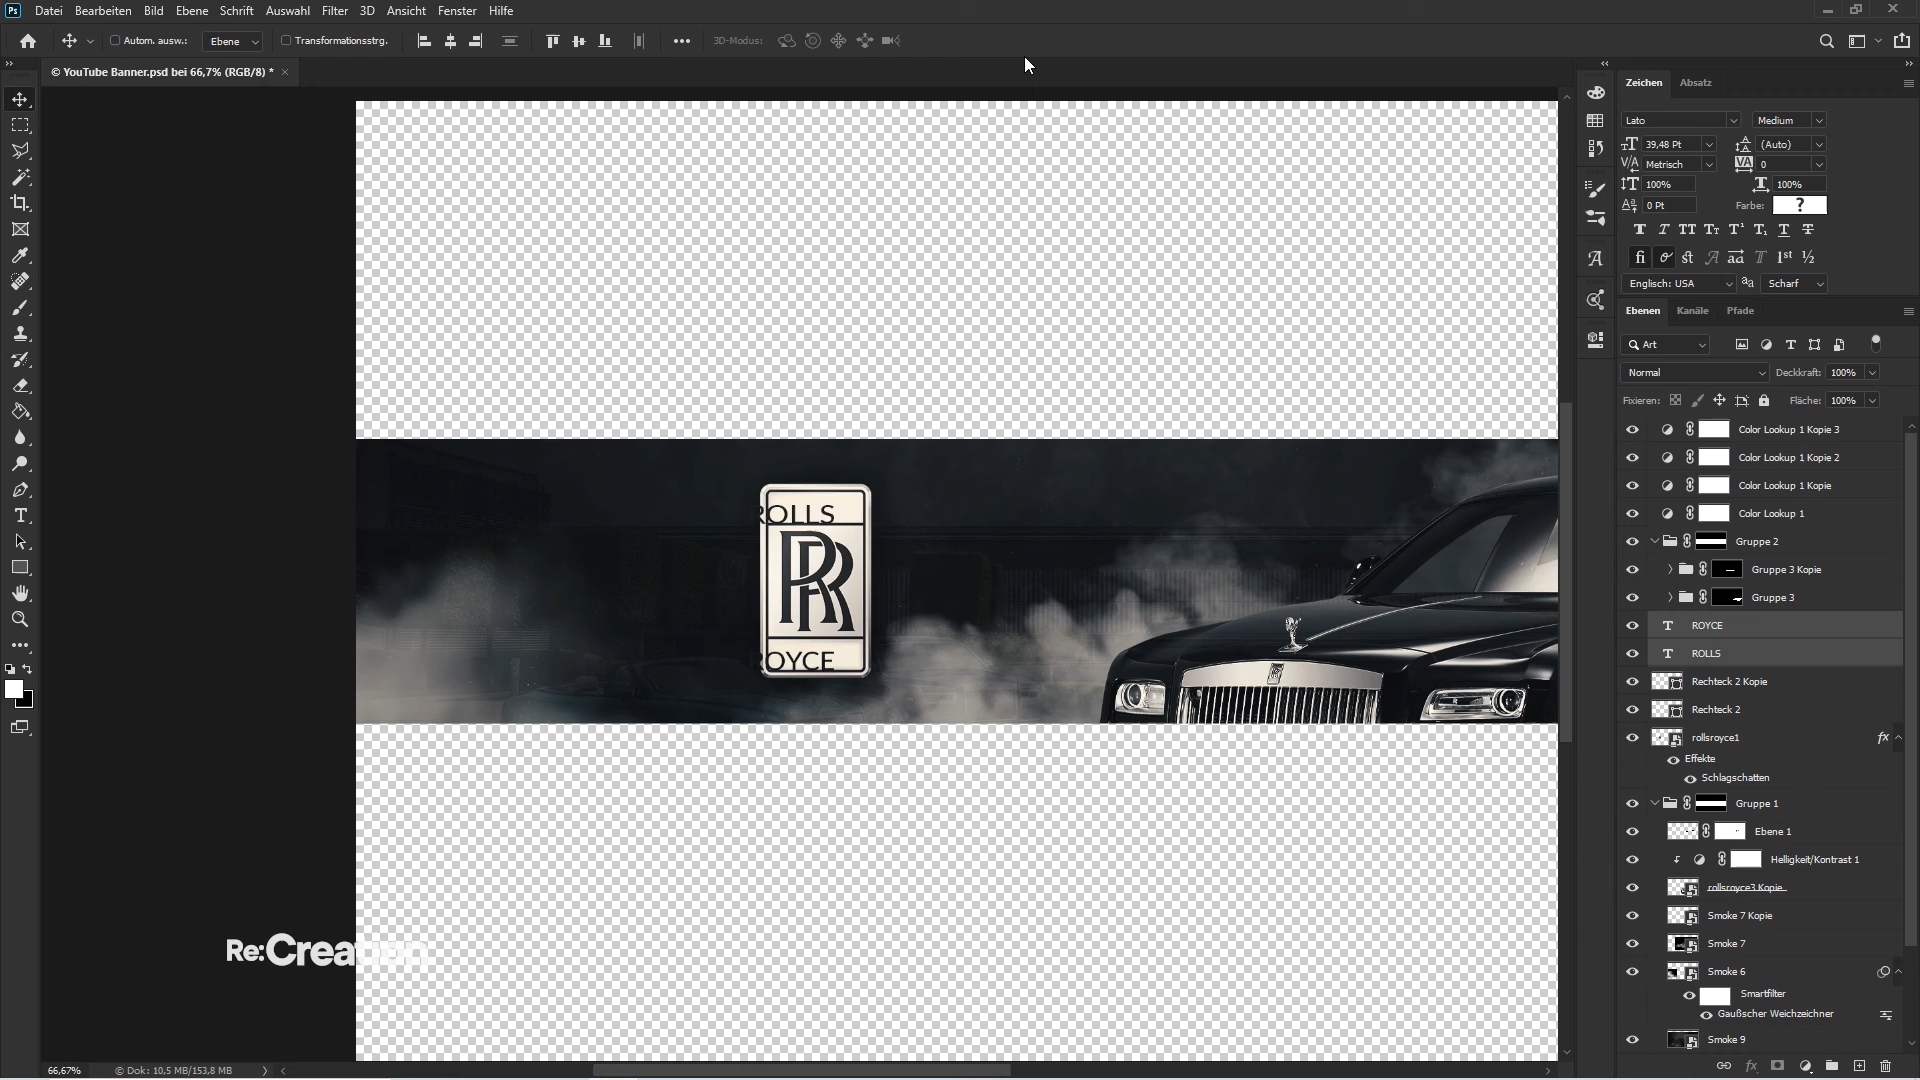 Ps Datei Bearbeiten Bild Ebene Schrift Auswahl Filter 3D Ansicht Fenster Hilfe
Autom. ausw.: Ebene Transformationsstrg. 3D-Modus:
© YouTube Banner.psd bei 66,7% (RGB/8) *
Zeichen Absatz
Lato Medium
39,48 Pt (Auto)
Metrisch 0
100% 100%
0 Pt Farbe: ?
Englisch: USA Scharf
Ebenen Kanäle Pfade
Art
Normal Deckkraft: 100%
Fixieren: Fläche: 100%
Color Lookup 1 Kopie 3
Color Lookup 1 Kopie 2
Color Lookup 1 Kopie
Color Lookup 1
Gruppe 2
Gruppe 3 Kopie
Gruppe 3
ROYCE
ROLLS
Rechteck 2 Kopie
Rechteck 2
rollsroyce1 fx
Effekte
Schlagschatten
Gruppe 1
Ebene 1
Helligkeit/Kontrast 1
rollsroyce3 Kopie
Smoke 7 Kopie
Smoke 7
Smoke 6
Smartfilter
Gaußscher Weichzeichner
Smoke 9
ROLLS
RR
ROYCE
Re:Creation
66,67% © Dok: 10,5 MB/153,8 MB